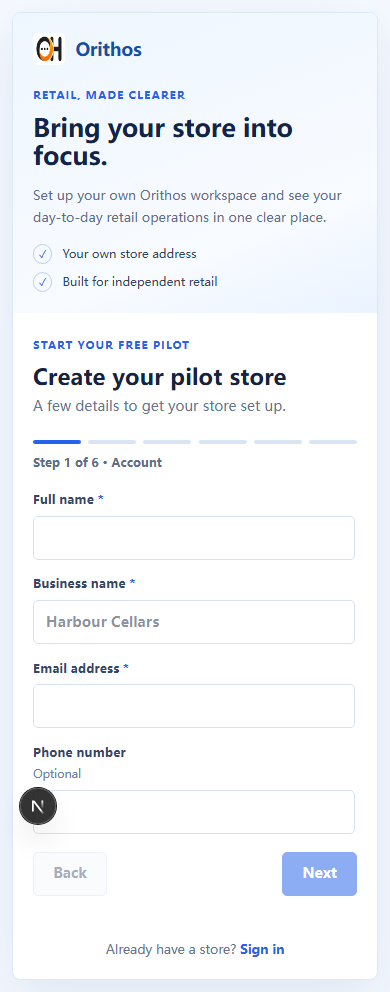 OH
Orithos
RETAIL, MADE CLEARER
Bring your store into
focus.
Set up your own Orithos workspace and see your
day-to-day retail operations in one clear place.
✓ Your own store address
✓ Built for independent retail
START YOUR FREE PILOT
Create your pilot store
A few details to get your store set up.
Step 1 of 6 • Account
Full name *
Business name *
Harbour Cellars
Email address *
Phone number
Optional
N
Back Next
Already have a store? Sign in